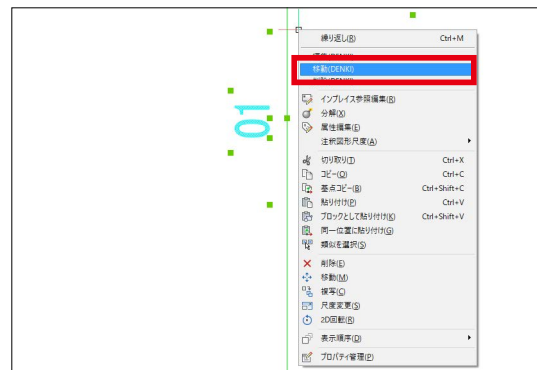 01
繰り返し(R) Ctrl+M
移動(DENKI)
インプレイス参照編集(R)
分解(X)
属性編集(E)
注釈図形尺度(A)
切り取り(T) Ctrl+X
コピー(O) Ctrl+C
基点コピー(B) Ctrl+Shift+C
貼り付け(P) Ctrl+V
ブロックとして貼り付け(K) Ctrl+Shift+V
同一位置に貼り付け(G)
類似を選択(S)
削除(E)
移動(M)
複写(C)
尺度変更(S)
2D回転(R)
表示順序(D)
プロパティ管理(P)